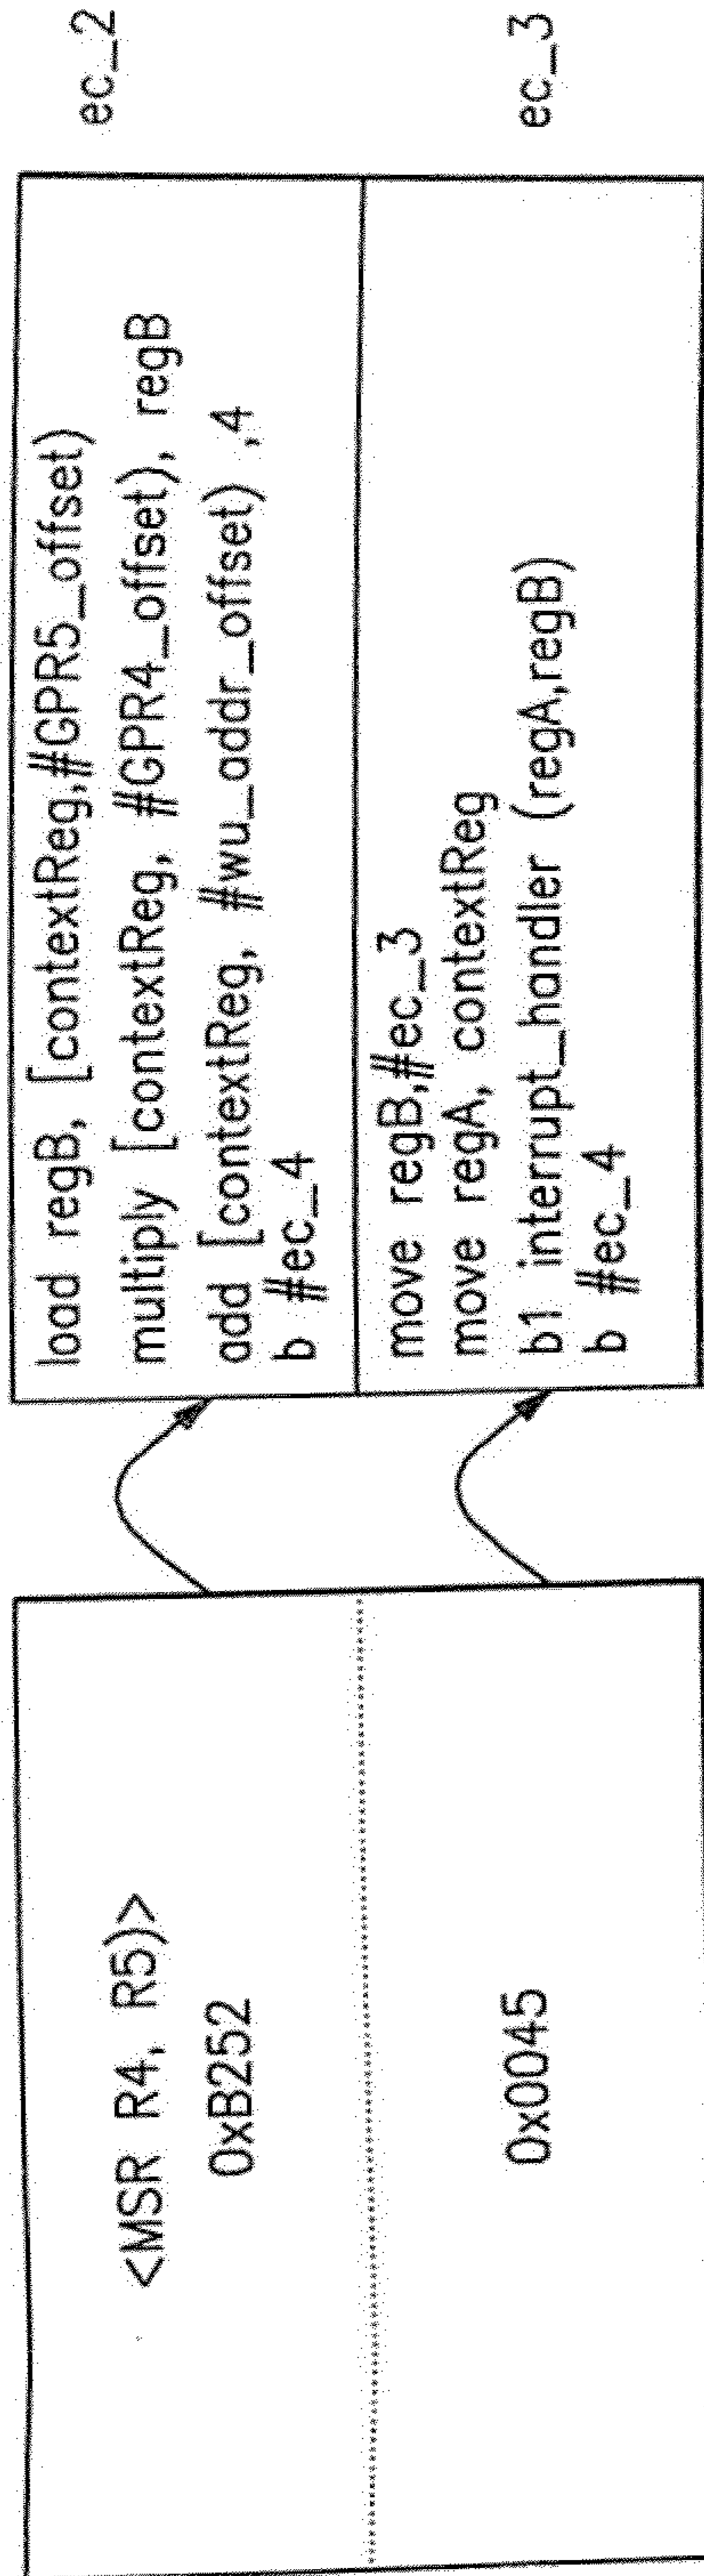 <MSR R4, R5)>
0xB252
0x0045
load regB, [contextReg,#GPR5_offset)
multiply [contextReg, #GPR4_offset), regB
add [contextReg, #wu_addr_offset) ,4
b #ec_4
ec_2
move regB,#ec_3
move regA, contextReg
b1 interrupt_handler (regA,regB)
b #ec_4
ec_3